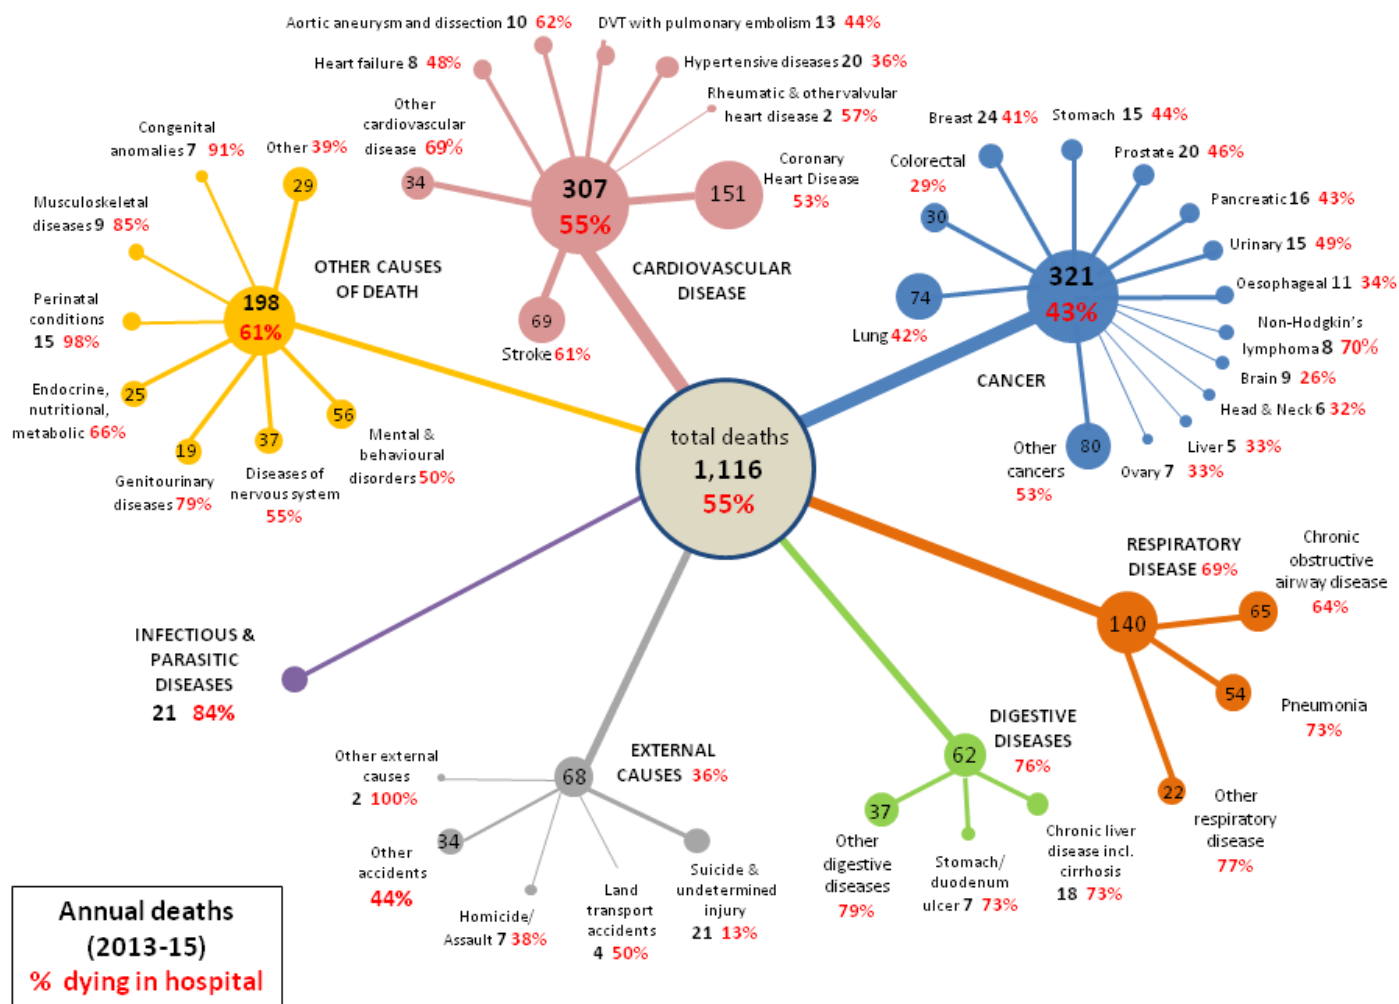 Aortic aneurysm and dissection 10 62%
DVT with pulmonary embolism 13 44%
Heart failure 8 48%
Hypertensive diseases 20 36%
Other
cardiovascular
disease 69%
34
Rheumatic & other valvular
heart disease 2 57%
Coronary
Heart Disease
53%
151
307
55%
CARDIOVASCULAR
DISEASE
69
Stroke 61%
Congenital
anomalies 7 91%
Other 39%
29
Musculoskeletal
diseases 9 85%
OTHER CAUSES
OF DEATH
198
61%
Perinatal
conditions
15 98%
Endocrine,
nutritional,
metabolic 66%
25
19
Genitourinary
diseases 79%
37
Diseases of
nervous system
55%
56
Mental &
behavioural
disorders 50%
Breast 24 41%
Stomach 15 44%
Colorectal
29%
30
Prostate 20 46%
Pancreatic 16 43%
Urinary 15 49%
Oesophageal 11 34%
Non-Hodgkin's
lymphoma 8 70%
Brain 9 26%
Head & Neck 6 32%
Liver 5 33%
Ovary 7 33%
321
43%
74
Lung 42%
CANCER
Other
cancers
53%
80
total deaths
1,116
55%
RESPIRATORY
DISEASE 69%
140
Chronic
obstructive
airway disease
64%
65
54
Pneumonia
73%
22
Other
respiratory
disease
77%
INFECTIOUS &
PARASITIC
DISEASES
21 84%
EXTERNAL
CAUSES 36%
68
Other external
causes
2 100%
34
Other
accidents
44%
Homicide/
Assault 7 38%
Land
transport
accidents
4 50%
Suicide &
undetermined
injury
21 13%
DIGESTIVE
DISEASES
76%
62
37
Other
digestive
diseases
79%
Stomach/
duodenum
ulcer 7 73%
Chronic liver
disease incl.
cirrhosis
18 73%
Annual deaths
(2013-15)
% dying in hospital